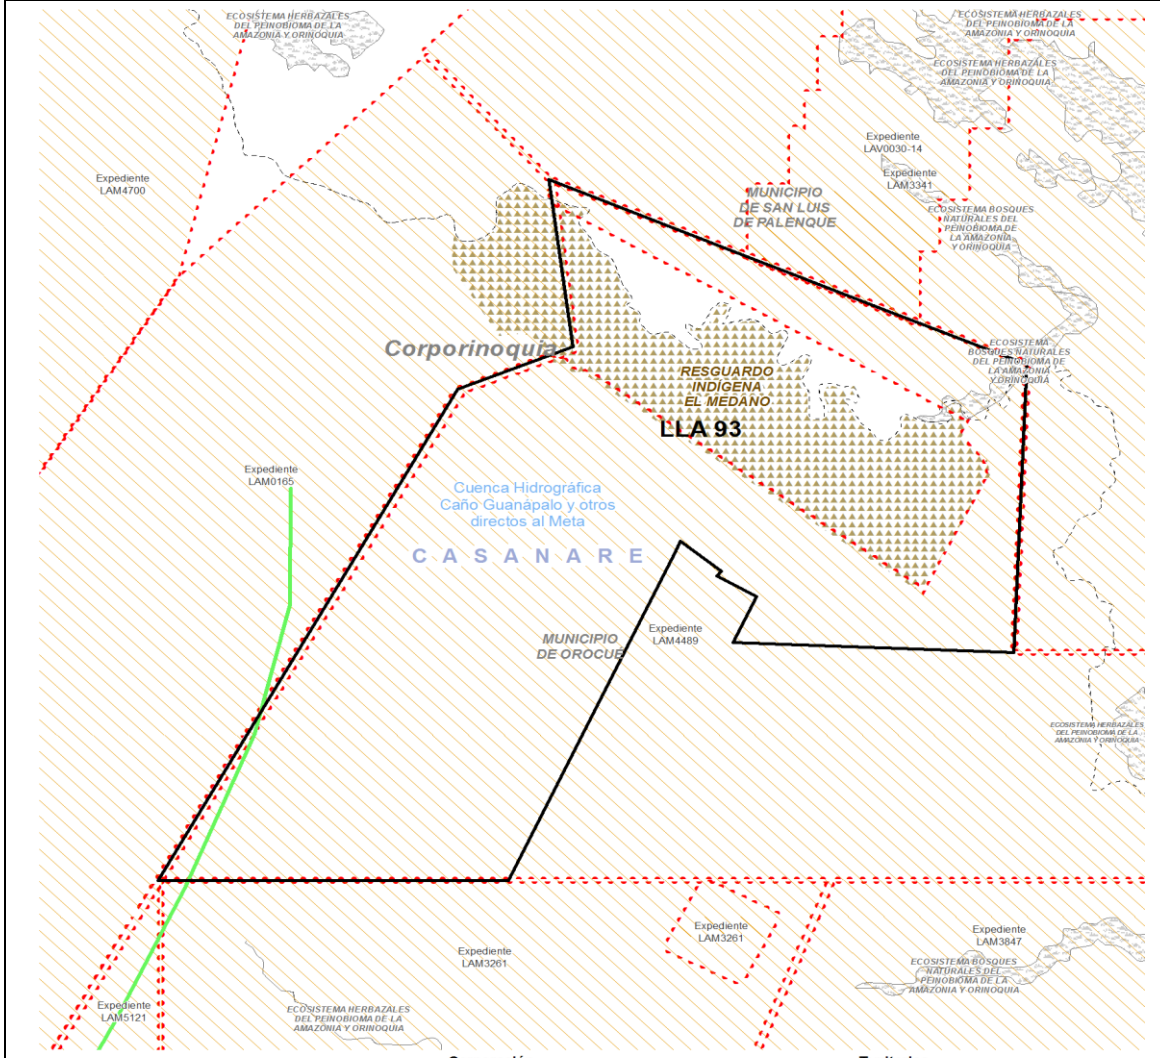 ECOSISTEMA HERBAZALES
DEL PEINOBIOMA DE LA
AMAZONIA Y ORINOQUIA
ECOSISTEMA HERBAZALES
DEL PEINOBIOMA DE LA
AMAZONIA Y ORINOQUIA
ECOSISTEMA HERBAZALES
DEL PEINOBIOMA DE LA
AMAZONIA Y ORINOQUIA
Expediente
LAV0030-14
Expediente
LAM3341
Expediente
LAM4700
MUNICIPIO
DE SAN LUIS
DE PALENQUE
ECOSISTEMA BOSQUES
NATURALES DEL
PEINOBIOMA DE
LA AMAZONIA
Y ORINOQUIA
Corporinoquia
ECOSISTEMA
BOSQUES NATURALES
DEL PEINOBIOMA DE
LA AMAZONIA
Y ORINOQUIA
RESGUARDO
INDÍGENA
EL MEDANO
LLA 93
Expediente
LAM0165
Cuenca Hidrográfica
Caño Guanápalo y otros
directos al Meta
CASANARE
MUNICIPIO
DE OROCUÉ
Expediente
LAM4489
ECOSISTEMA HERBAZALES
DEL PEINOBIOMA DE LA
AMAZONIA Y ORINOQUIA
Expediente
LAM3261
Expediente
LAM3261
Expediente
LAM3847
ECOSISTEMA BOSQUES
NATURALES DEL
PEINOBIOMA DE LA
AMAZONIA Y ORINOQUIA
Expediente
LAM5121
ECOSISTEMA HERBAZALES
DEL PEINOBIOMA DE LA
AMAZONIA Y ORINOQUIA